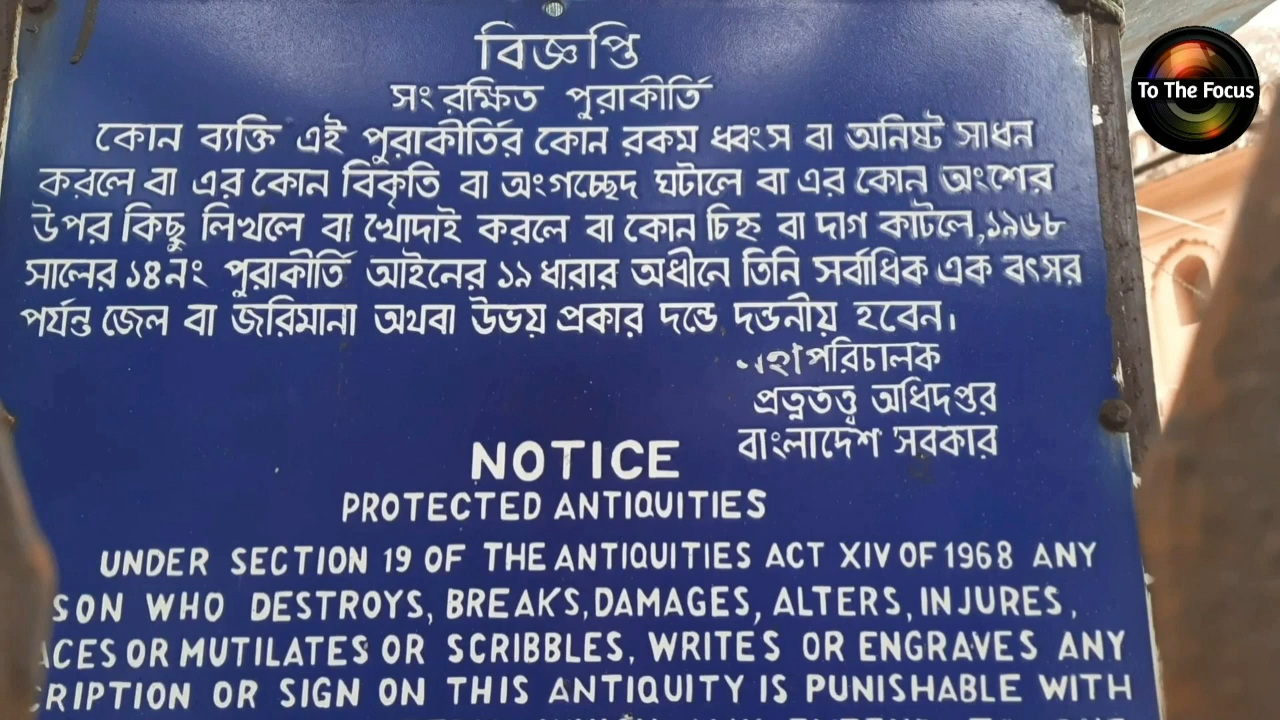 বিজ্ঞপ্তি
সংরক্ষিত পুরাকীর্তি
কোন ব্যক্তি এই পুরাকীর্তির কোন রকম ধ্বংস বা অনিষ্ট সাধন
করলে বা এর কোন বিকৃতি বা অংগচ্ছেদ ঘটালে বা এর কোন অংশের
উপর কিছু লিখলে বা খোদাই করলে বা কোন চিহ্ন বা দাগ কাটলে,১৯৬৮
সালের ১৪নং পুরাকীর্তি আইনের ১৯ ধারার অধীনে তিনি সর্বাধিক এক বৎসর
পর্যন্ত জেল বা জরিমানা অথবা উভয় প্রকার দন্ডে দন্ডনীয় হবেন।
মহাপরিচালক
প্রত্নতত্ত্ব অধিদপ্তর
বাংলাদেশ সরকার
NOTICE
PROTECTED ANTIQUITIES
UNDER SECTION 19 OF THE ANTIQUITIES ACT XIV OF 1968 ANY
SON WHO DESTROYS, BREAKS, DAMAGES, ALTERS, INJURES,
ACES OR MUTILATES OR SCRIBBLES, WRITES OR ENGRAVES ANY
CRIPTION OR SIGN ON THIS ANTIQUITY IS PUNISHABLE WITH
To The Focus